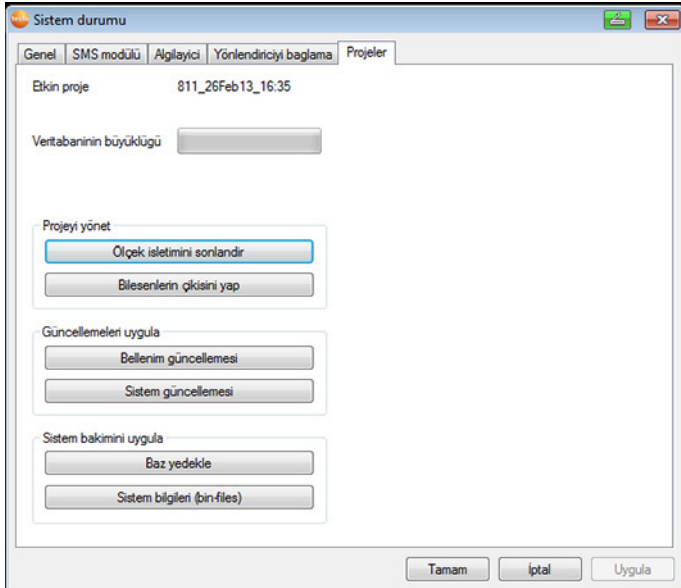 Sistem durumu
Genel SMS modülü Algilayici Yönlendiriciyi baglama Projeler
Etkin proje 811_26Feb13_16:35
Veritabaninin büyüklügü
Projeyi yönet
Ölçek isletimini sonlandir
Bilesenlerin çikisini yap
Güncellemeleri uygula
Bellenim güncellemesi
Sistem güncellemesi
Sistem bakimini uygula
Baz yedekle
Sistem bilgileri (bin-files)
Tamam İptal Uygula